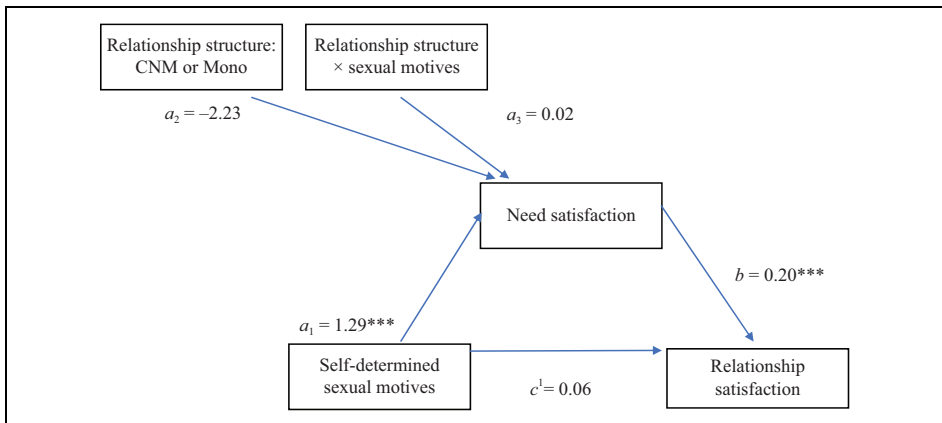 Relationship structure:
CNM or Mono
Relationship structure
× sexual motives
a₂ = –2.23
a₃ = 0.02
Need satisfaction
b = 0.20***
a₁ = 1.29***
Self-determined
sexual motives
c¹= 0.06
Relationship
satisfaction